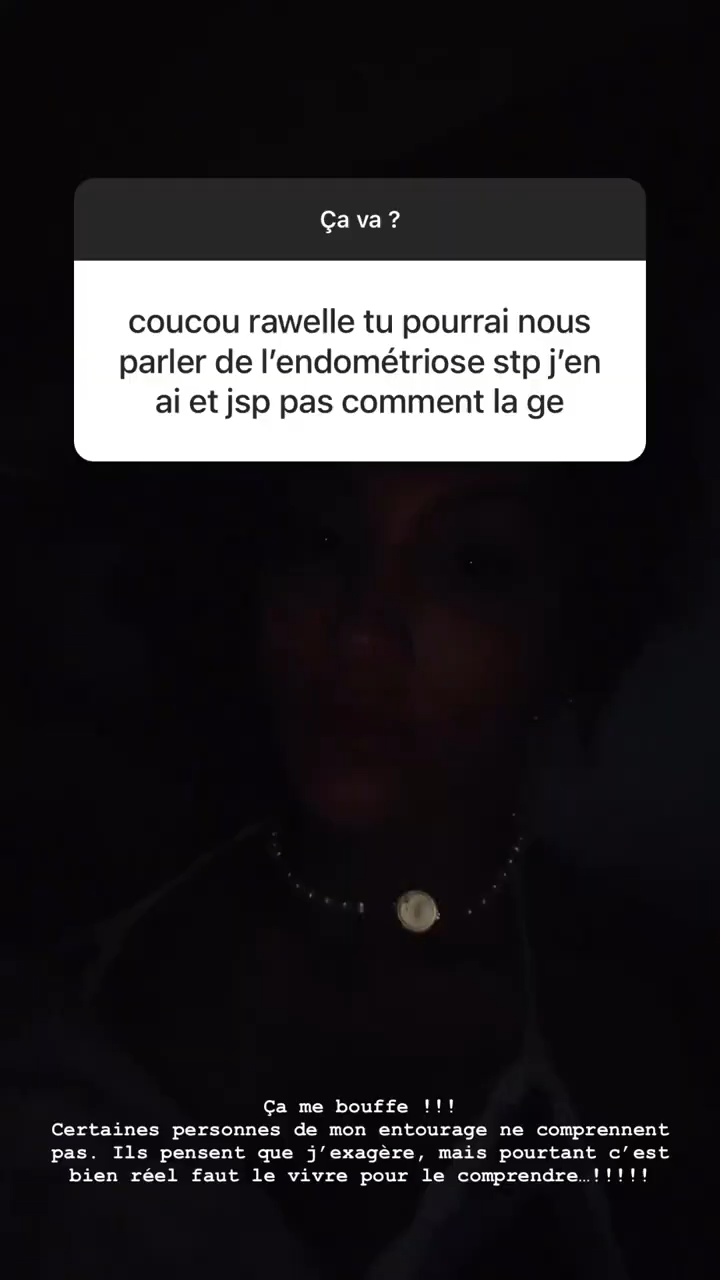 Ça va ?
coucou rawelle tu pourrai nous
parler de l’endométriose stp j’en
ai et jsp pas comment la ge
Ça me bouffe !!!
Certaines personnes de mon entourage ne comprennent
pas. Ils pensent que j’exagère, mais pourtant c’est
bien réel faut le vivre pour le comprendre…!!!!!